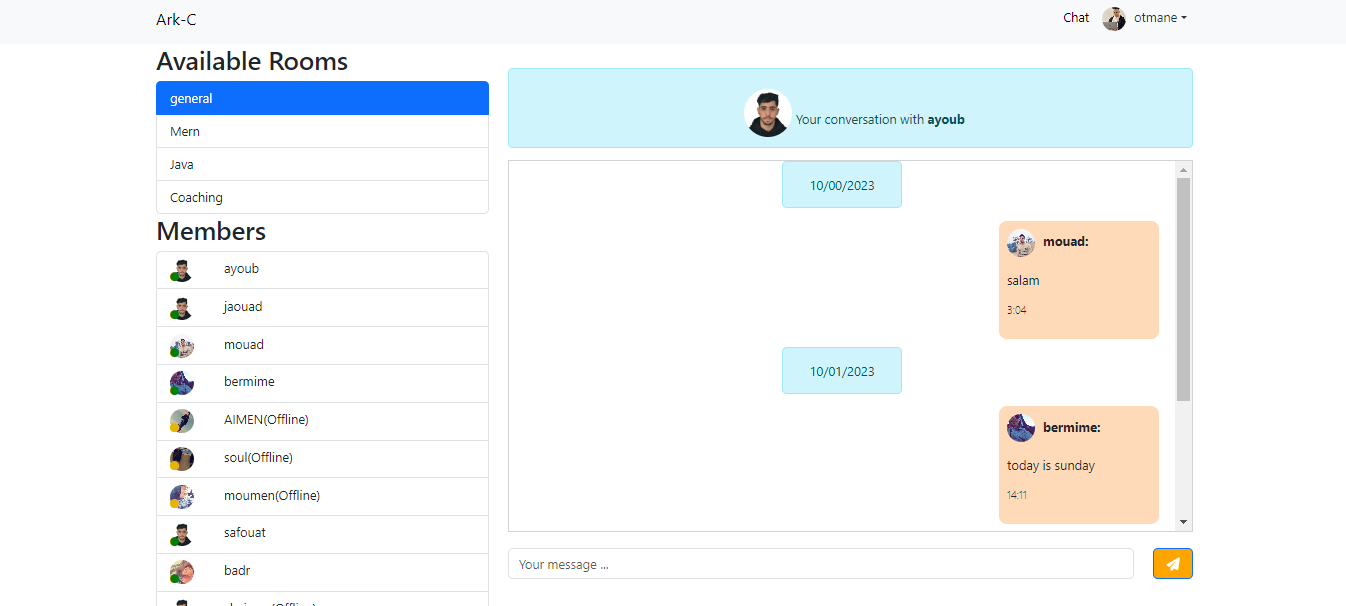 Ark-C
Chat otmane
Available Rooms
general
Mern
Java
Coaching
Members
ayoub
jaouad
mouad
bermime
AIMEN(Offline)
soul(Offline)
moumen(Offline)
safouat
badr
Your conversation with ayoub
10/00/2023
mouad:
salam
3:04
10/01/2023
bermime:
today is sunday
14:11
Your message ...